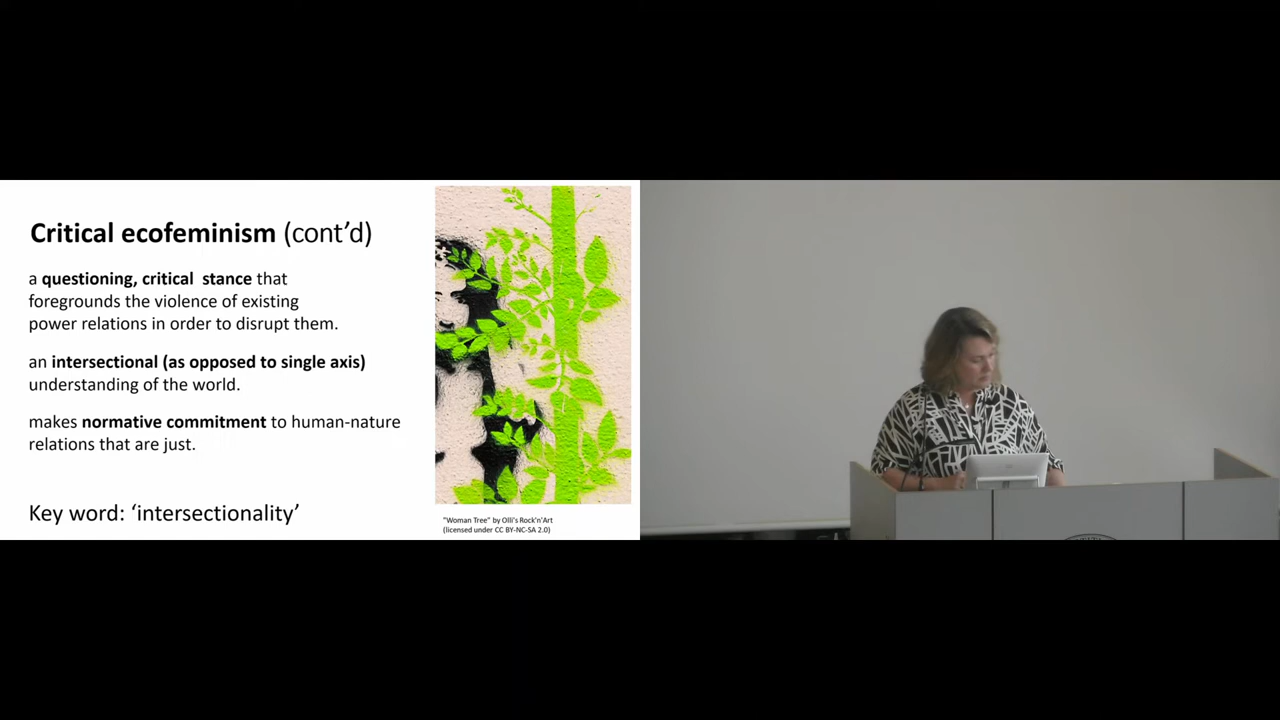 Critical ecofeminism (cont’d)
a questioning, critical stance that
foregrounds the violence of existing
power relations in order to disrupt them.
an intersectional (as opposed to single axis)
understanding of the world.
makes normative commitment to human-nature
relations that are just.
Key word: ‘intersectionality’
"Woman Tree" by Olli's Rock'n'Art
(licensed under CC BY-NC-SA 2.0)